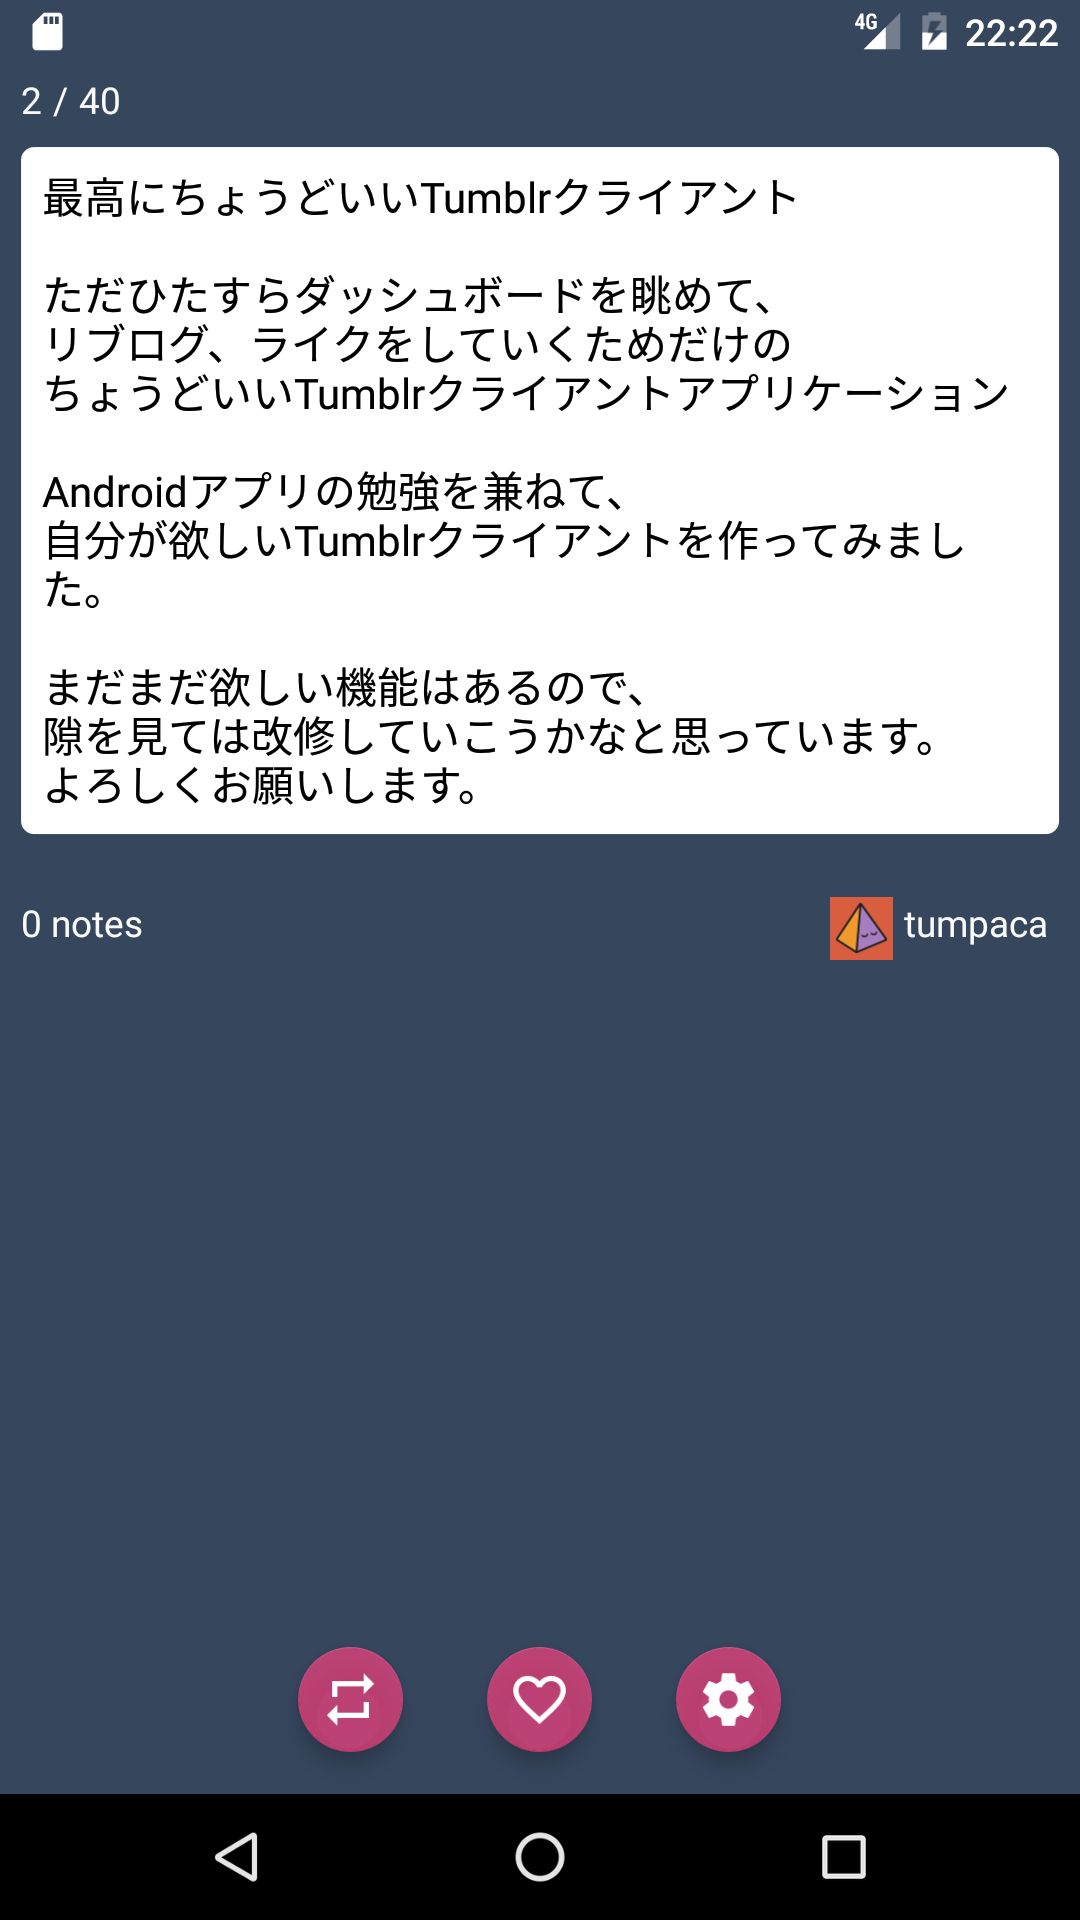 4G 22:22
2 / 40
最高にちょうどいいTumblrクライアント
ただひたすらダッシュボードを眺めて、
リブログ、ライクをしていくためだけの
ちょうどいいTumblrクライアントアプリケーション
Androidアプリの勉強を兼ねて、
自分が欲しいTumblrクライアントを作ってみまし
た。
まだまだ欲しい機能はあるので、
隙を見ては改修していこうかなと思っています。
よろしくお願いします。
0 notes
tumpaca